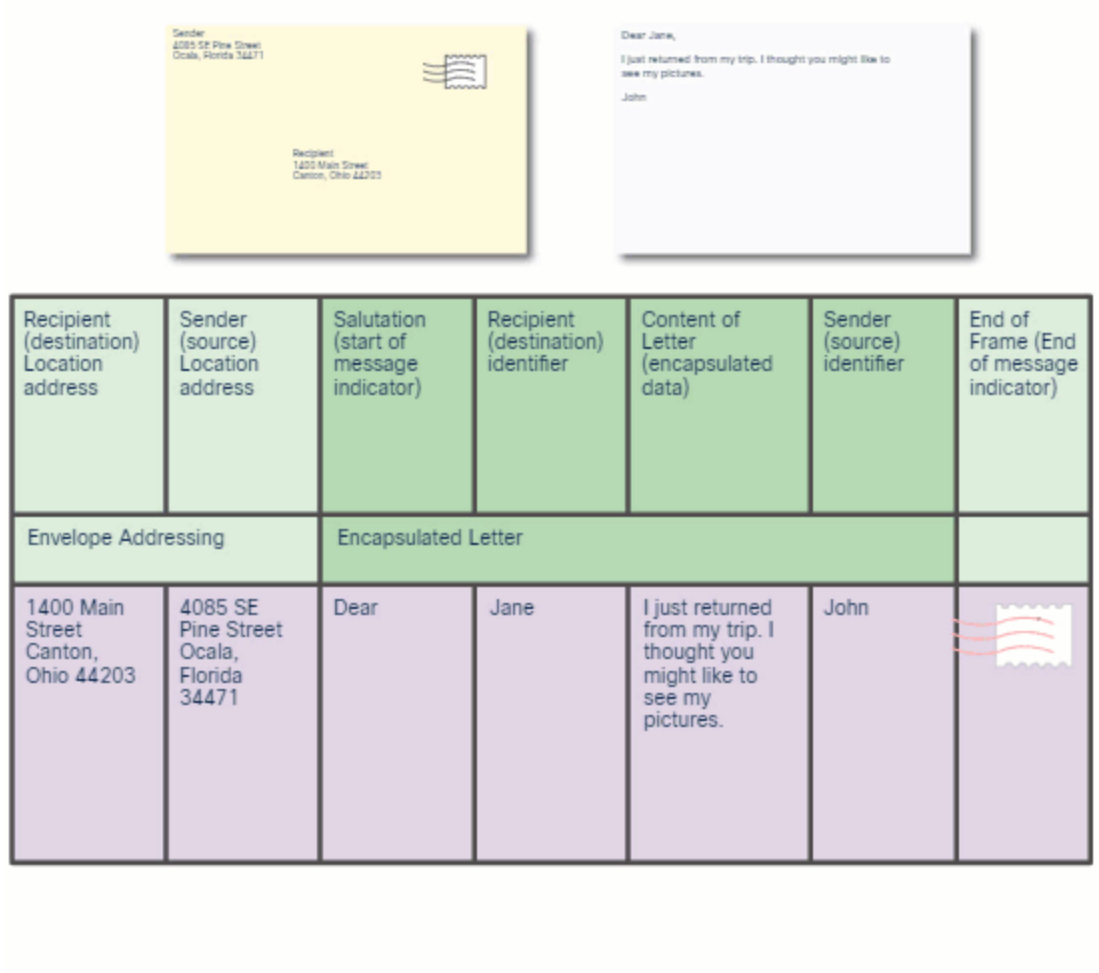 Sender
4085 SE Pine Street
Ocala, Florida 34471
Recipient
1400 Main Street
Canton, Ohio 44203
Dear Jane,
I just returned from my trip. I thought you might like to
see my pictures.
John
Recipient
(destination)
Location
address
Sender
(source)
Location
address
Salutation
(start of
message
indicator)
Recipient
(destination)
identifier
Content of
Letter
(encapsulated
data)
Sender
(source)
identifier
End of
Frame (End
of message
indicator)
Envelope Addressing
Encapsulated Letter
1400 Main
Street
Canton,
Ohio 44203
4085 SE
Pine Street
Ocala,
Florida
34471
Dear
Jane
I just returned
from my trip. I
thought you
might like to
see my
pictures.
John